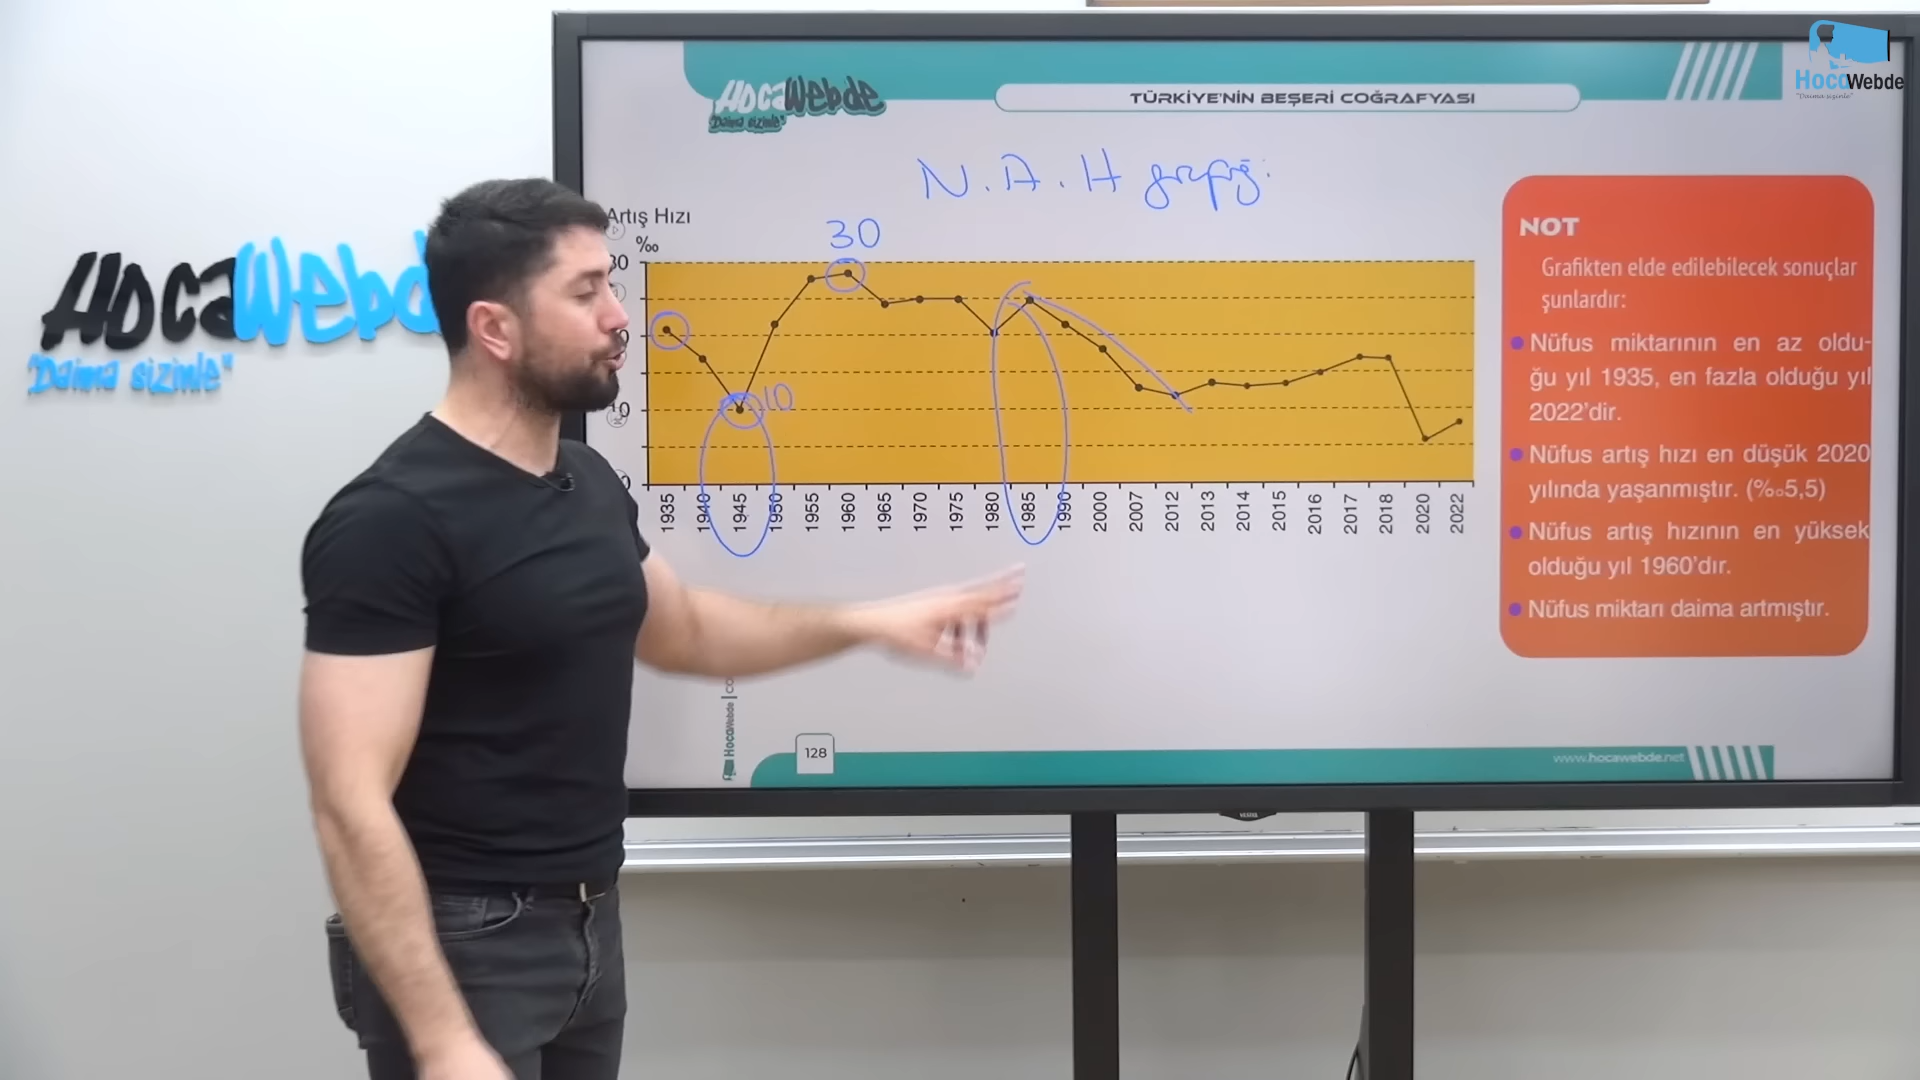 HocaWebde
"Daima sizinle"
HocaWebde
"Daima sizinle"
TÜRKİYE'NİN BEŞERİ COĞRAFYASI
HocaWebde
"Daima sizinle"
N.A.H grafiği
Artış Hızı
‰
30
30
10
10
0
1935
1940
1945
1950
1955
1960
1965
1970
1975
1980
1985
1990
2000
2007
2012
2013
2014
2015
2016
2017
2018
2020
2022
NOT
Grafikten elde edilebilecek sonuçlar
şunlardır:
Nüfus miktarının en az oldu-
ğu yıl 1935, en fazla olduğu yıl
2022'dir.
Nüfus artış hızı en düşük 2020
yılında yaşanmıştır. (‰5,5)
Nüfus artış hızının en yüksek
olduğu yıl 1960'dır.
Nüfus miktarı daima artmıştır.
HocaWebde
128
www.hocawebde.net